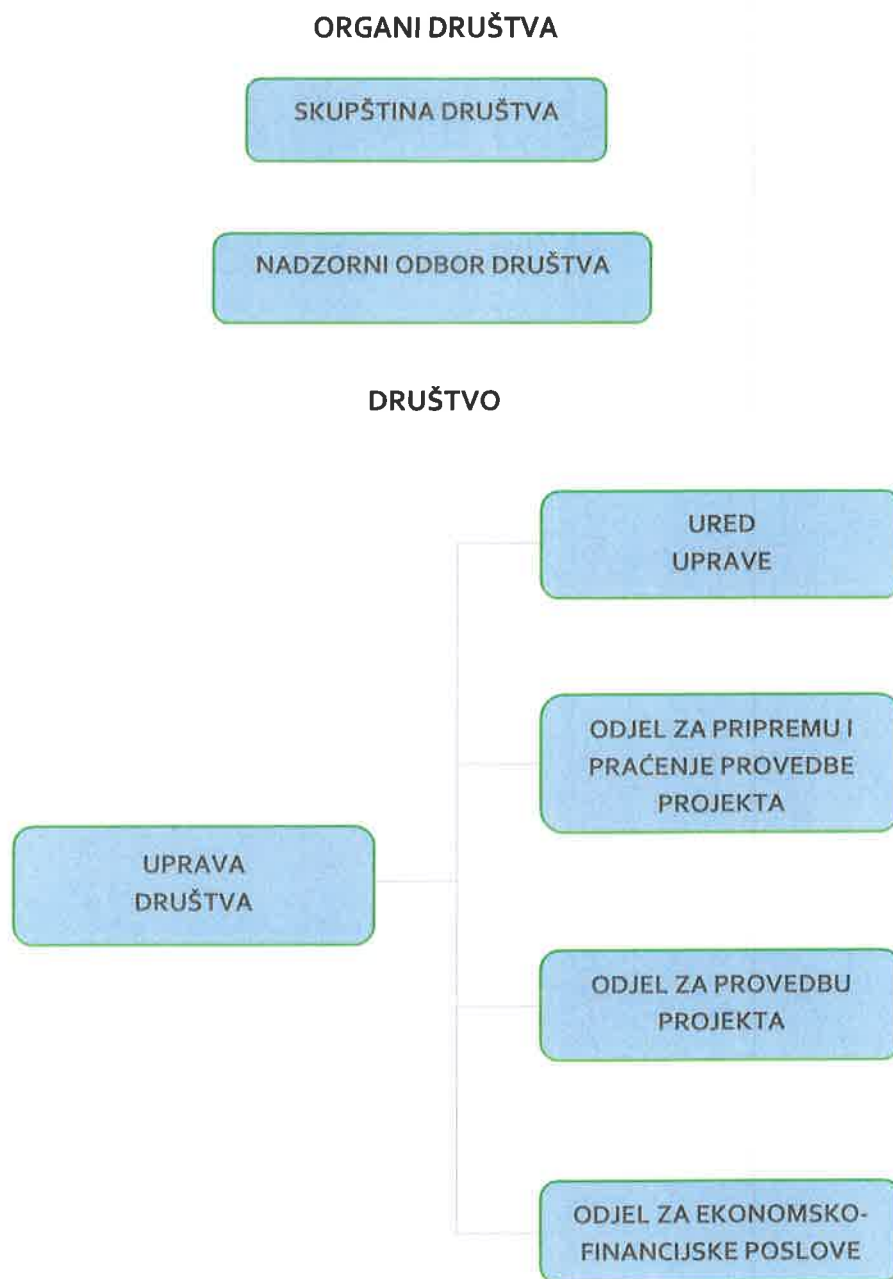 ORGANI DRUŠTVA
SKUPŠTINA DRUŠTVA
NADZORNI ODBOR DRUŠTVA
DRUŠTVO
URED
UPRAVE
ODJEL ZA PRIPREMU I
PRAĆENJE PROVEDBE
PROJEKTA
UPRAVA
DRUŠTVA
ODJEL ZA PROVEDBU
PROJEKTA
ODJEL ZA EKONOMSKO-
FINANCIJSKE POSLOVE